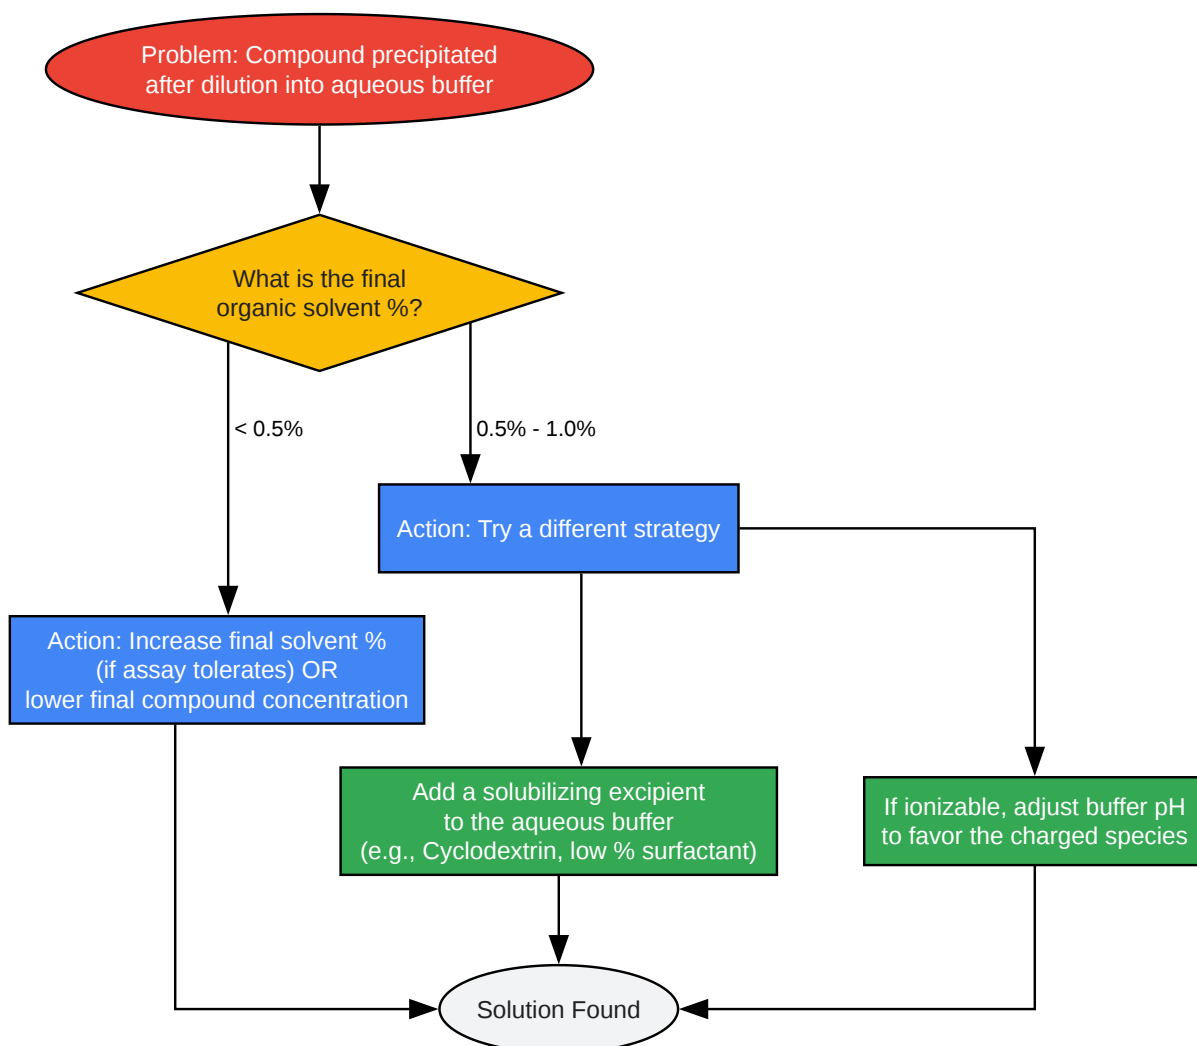 Problem: Compound precipitated
after dilution into aqueous buffer
What is the final
organic solvent %?
< 0.5%
0.5% - 1.0%
Action: Try a different strategy
Action: Increase final solvent %
(if assay tolerates) OR
lower final compound concentration
Add a solubilizing excipient
to the aqueous buffer
(e.g., Cyclodextrin, low % surfactant)
If ionizable, adjust buffer pH
to favor the charged species
Solution Found